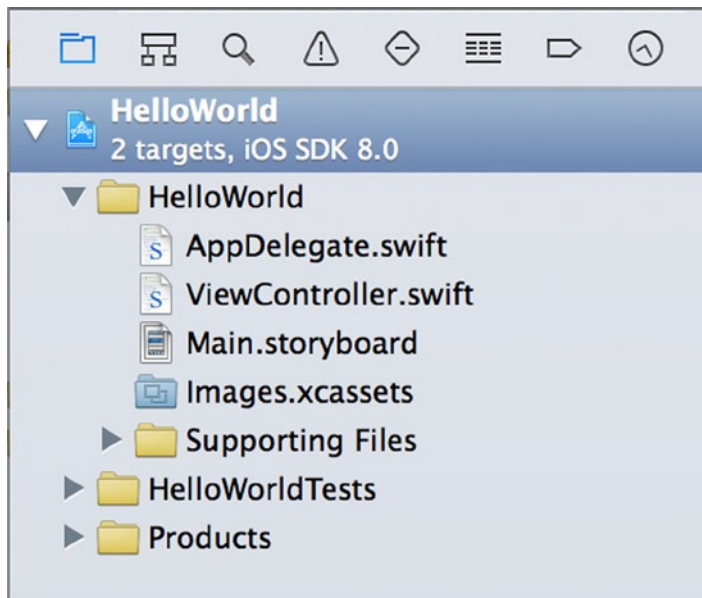 HelloWorld
2 targets, iOS SDK 8.0
HelloWorld
AppDelegate.swift
ViewController.swift
Main.storyboard
Images.xcassets
Supporting Files
HelloWorldTests
Products